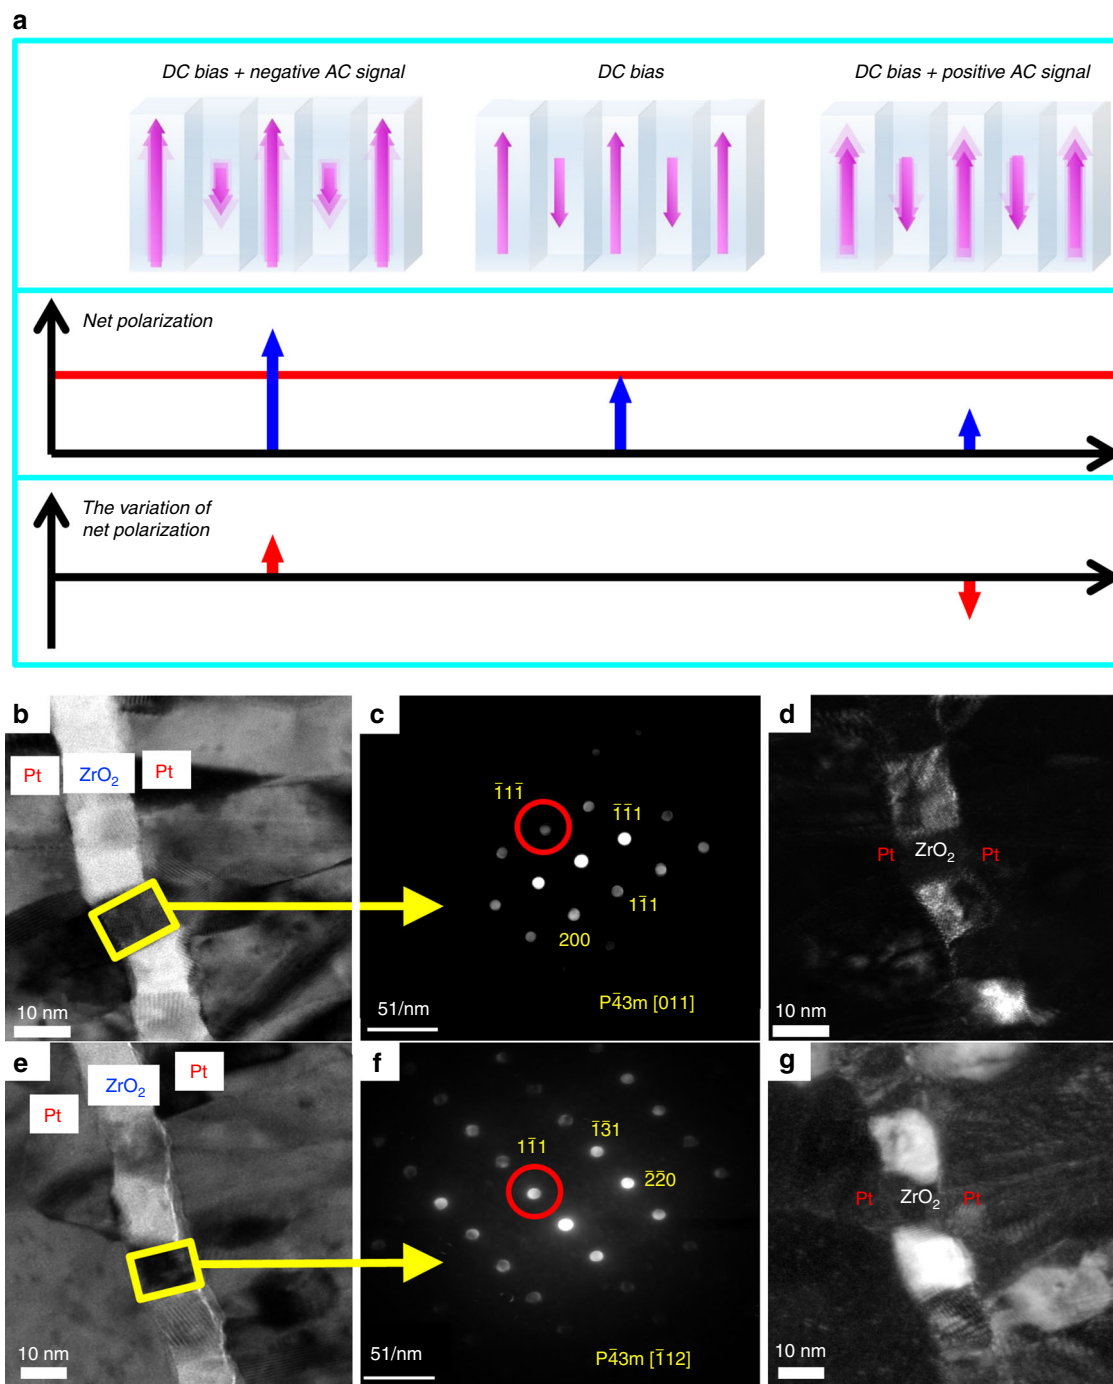 a
DC bias + negative AC signal
DC bias
DC bias + positive AC signal
Net polarization
The variation of
net polarization
b
Pt
ZrO₂
Pt
10 nm
c
1̄11̄
1̄1̄1
11̄1
200
51/nm
P4̄3m [011]
d
Pt
ZrO₂
Pt
10 nm
e
Pt
ZrO₂
Pt
10 nm
f
11̄1
1̄3̄1
2̄2̄0
51/nm
P4̄3m [1̄12]
g
Pt
ZrO₂
Pt
10 nm